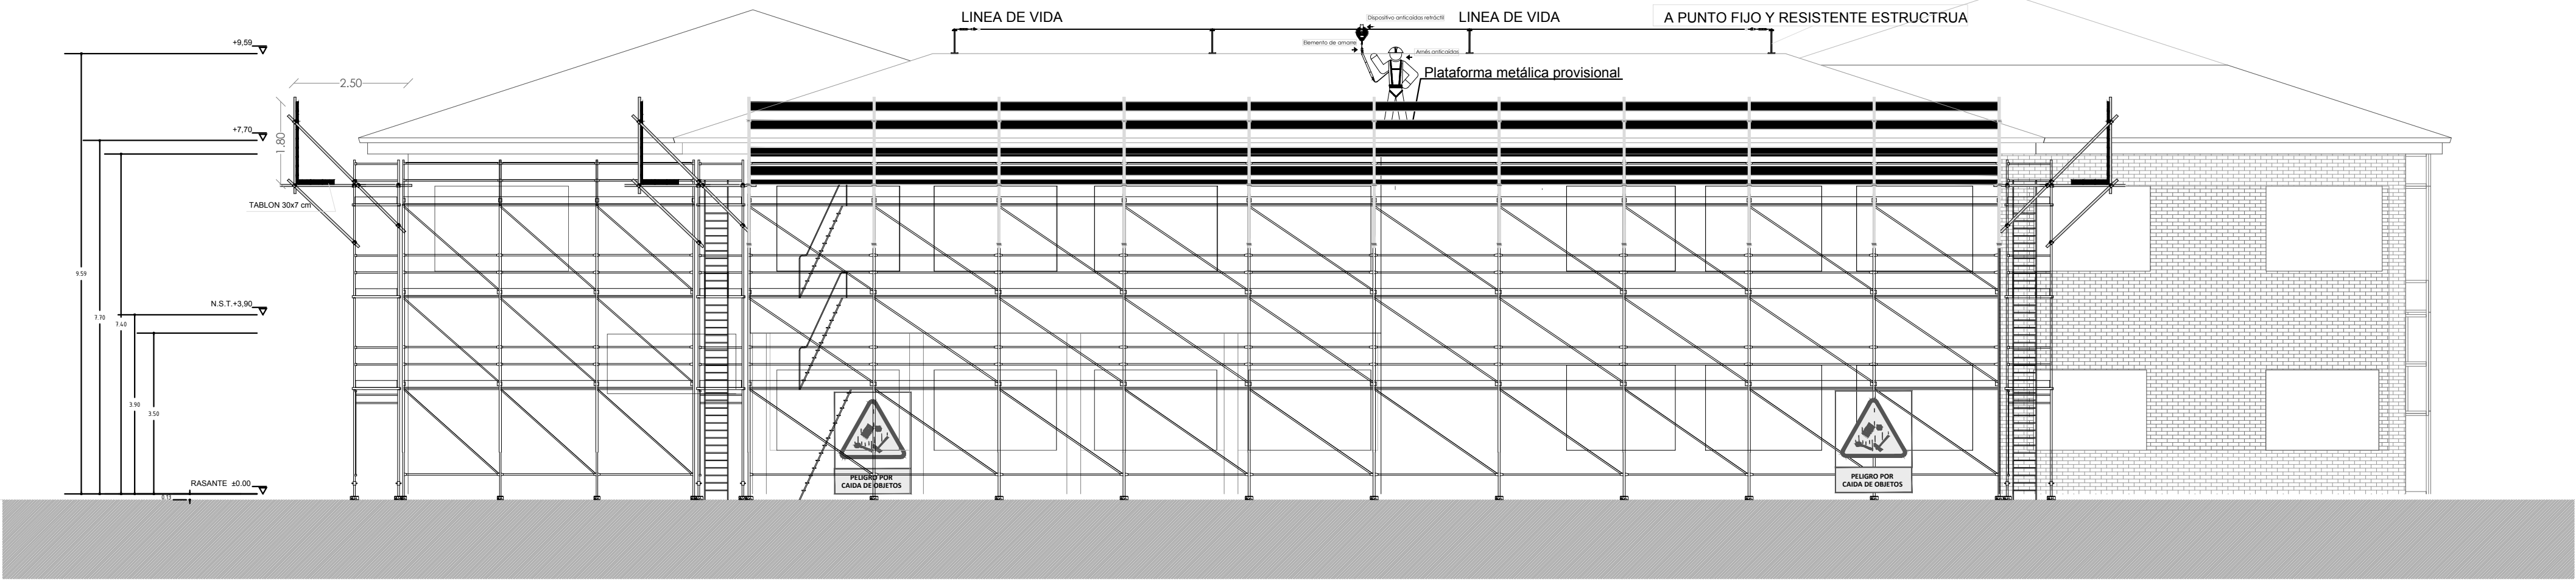 LINEA DE VIDA
Dispositivo anticaídas retráctil
LINEA DE VIDA
A PUNTO FIJO Y RESISTENTE ESTRUCTRUA
Elemento de amarre
Arnés anticaídas
Plataforma metálica provisional
+9,59
2.50
+7,70
1.80
TABLON 30x7 cm
9.59
N.S.T.+3,90
7.70
7.40
3.90
3.50
RASANTE ±0.00
0.13
PELIGRO POR
CAIDA DE OBJETOS
PELIGRO POR
CAIDA DE OBJETOS